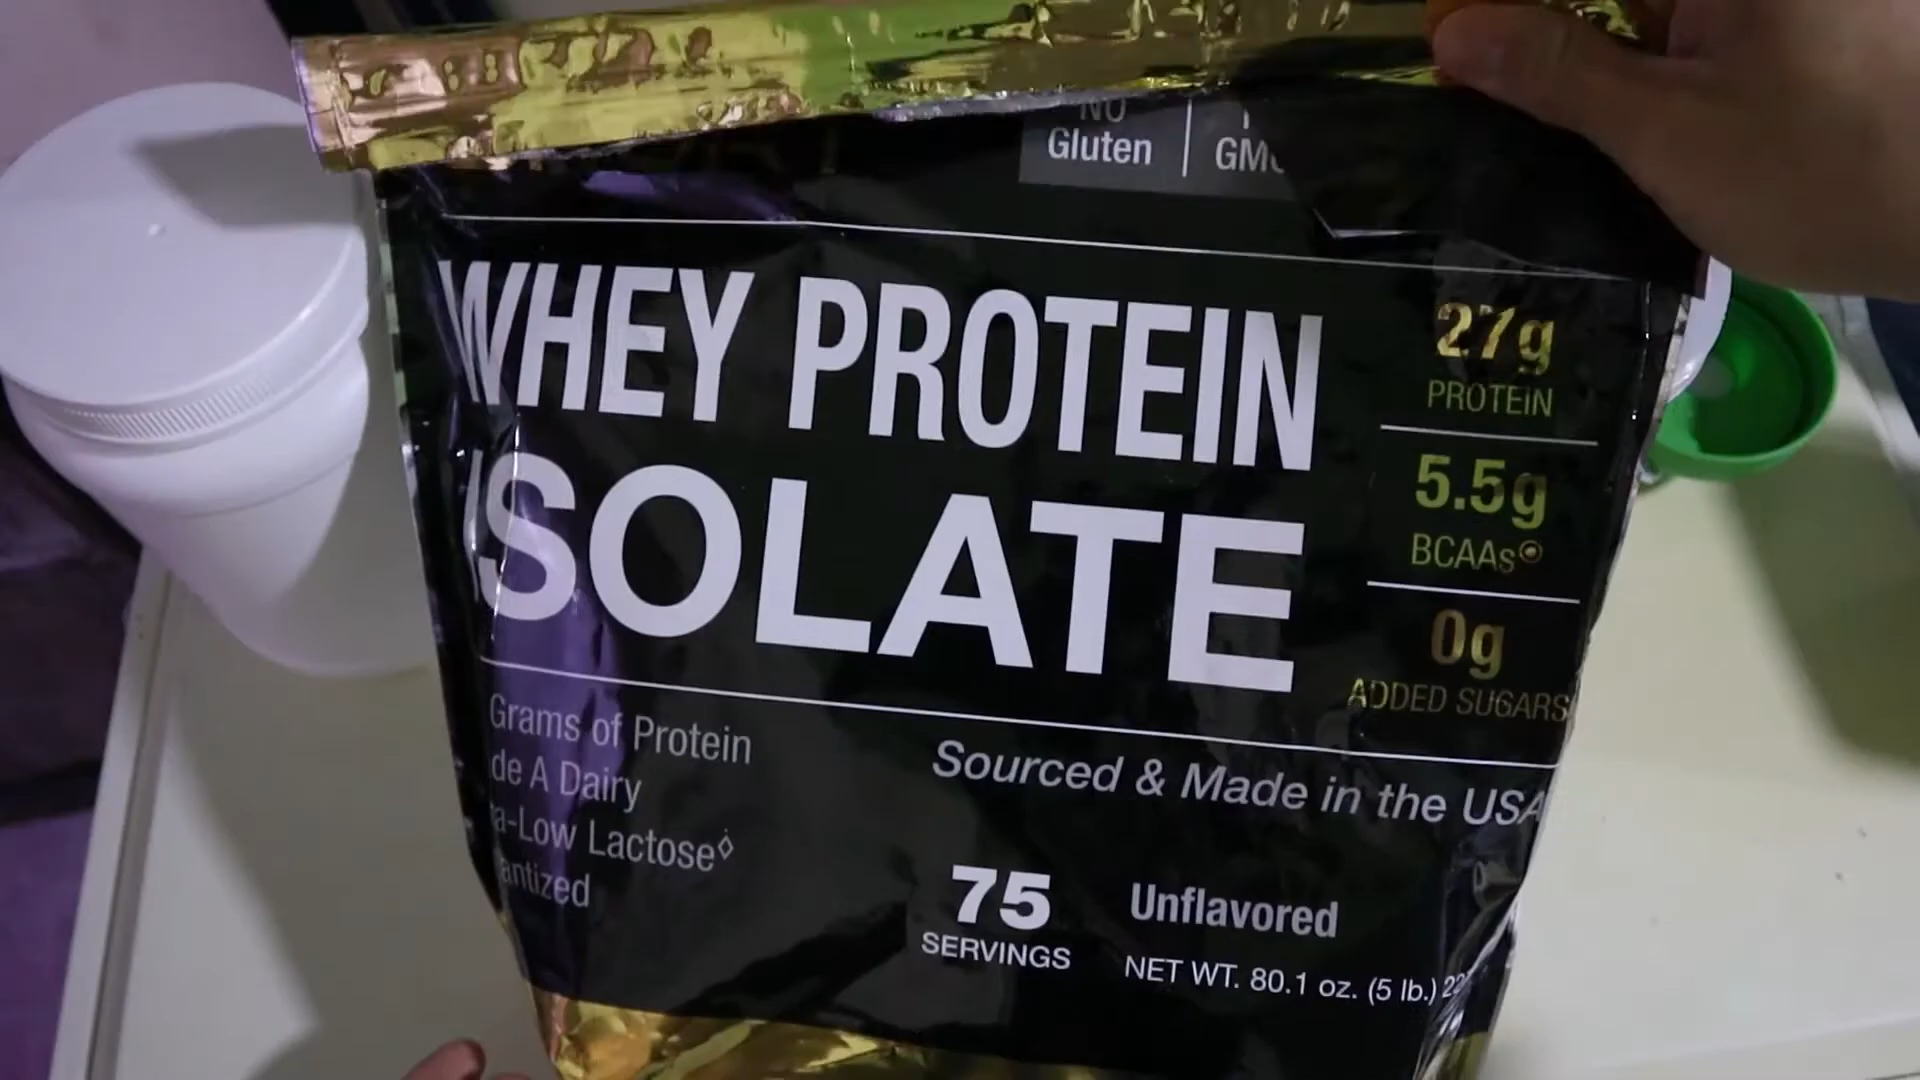 NO
Gluten
WHEY PROTEIN
ISOLATE
27g
PROTEIN
5.5g
BCAAs
0g
ADDED SUGARS
Grams of Protein
de A Dairy
a-Low Lactose◊
antized
Sourced & Made in the USA
75
SERVINGS
Unflavored
NET WT. 80.1 oz. (5 lb.)